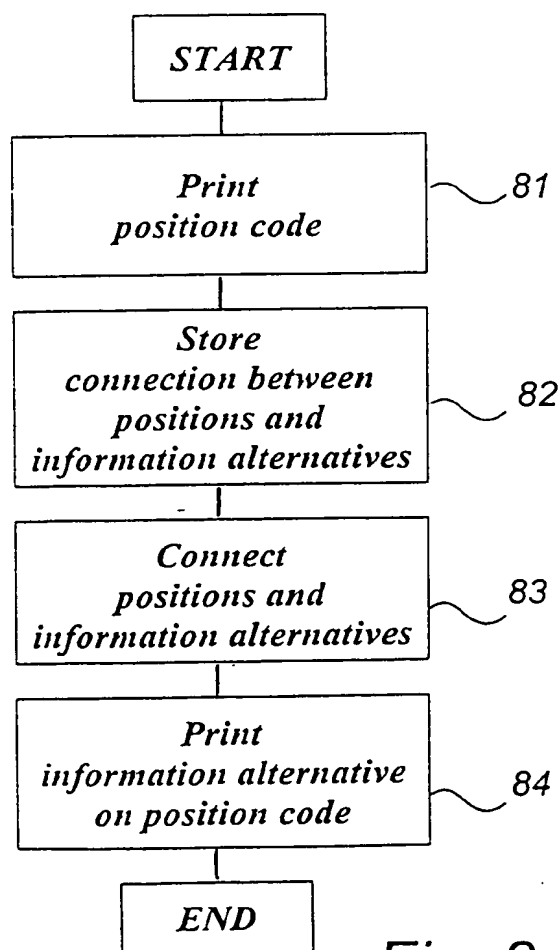 START
Print
position code
81
Store
connection between
positions and
information alternatives
82
Connect
positions and
information alternatives
83
Print
information alternative
on position code
84
END